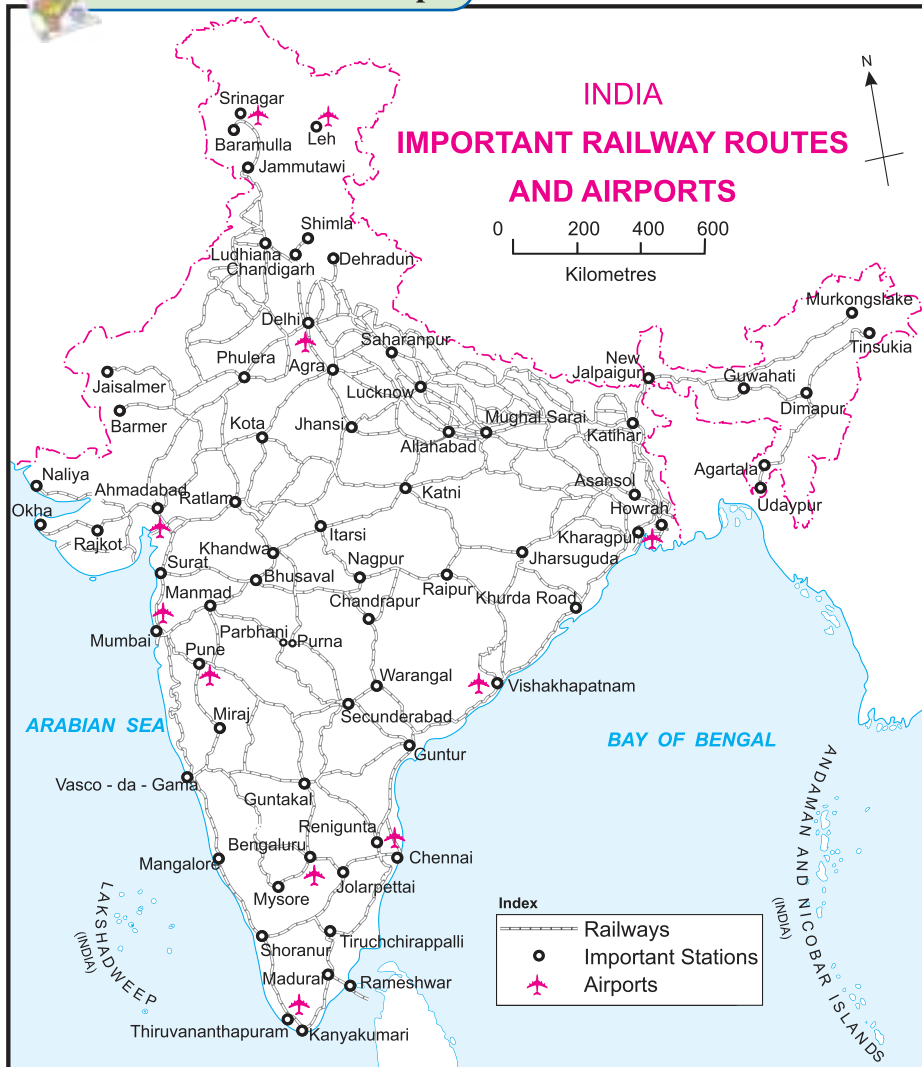 INDIA
IMPORTANT RAILWAY ROUTES
AND AIRPORTS
N
0 200 400 600
Kilometres
Srinagar
Leh
Baramulla
Jammutawi
Shimla
Ludhiana
Chandigarh
Dehradun
Delhi
Saharanpur
Murkongslake
Tinsukia
Phulera
Agra
New
Jalpaigur
Guwahati
Jaisalmer
Lucknow
Dimapur
Barmer
Kota
Jhansi
Mughal Sarai
Allahabad
Katihar
Naliya
Ahmadabad
Ratlam
Katni
Asansol
Agartala
Okha
Howrah
Udaypur
Rajkot
Itarsi
Kharagpur
Khandwa
Nagpur
Jharsuguda
Surat
Bhusaval
Manmad
Chandrapur
Raipur
Khurda Road
Mumbai
Parbhani
Purna
Pune
Warangal
Vishakhapatnam
Miraj
Secunderabad
ARABIAN SEA
BAY OF BENGAL
Guntur
Vasco - da - Gama
Guntakal
Renigunta
Bengaluru
Mangalore
Chennai
Mysore
Jolarpettai
LAKSHADWEEP
(INDIA)
ANDAMAN AND NICOBAR ISLANDS
(INDIA)
Shoranur
Tiruchchirappalli
Madurai
Rameshwar
Thiruvananthapuram
Kanyakumari
Index
Railways
Important Stations
Airports